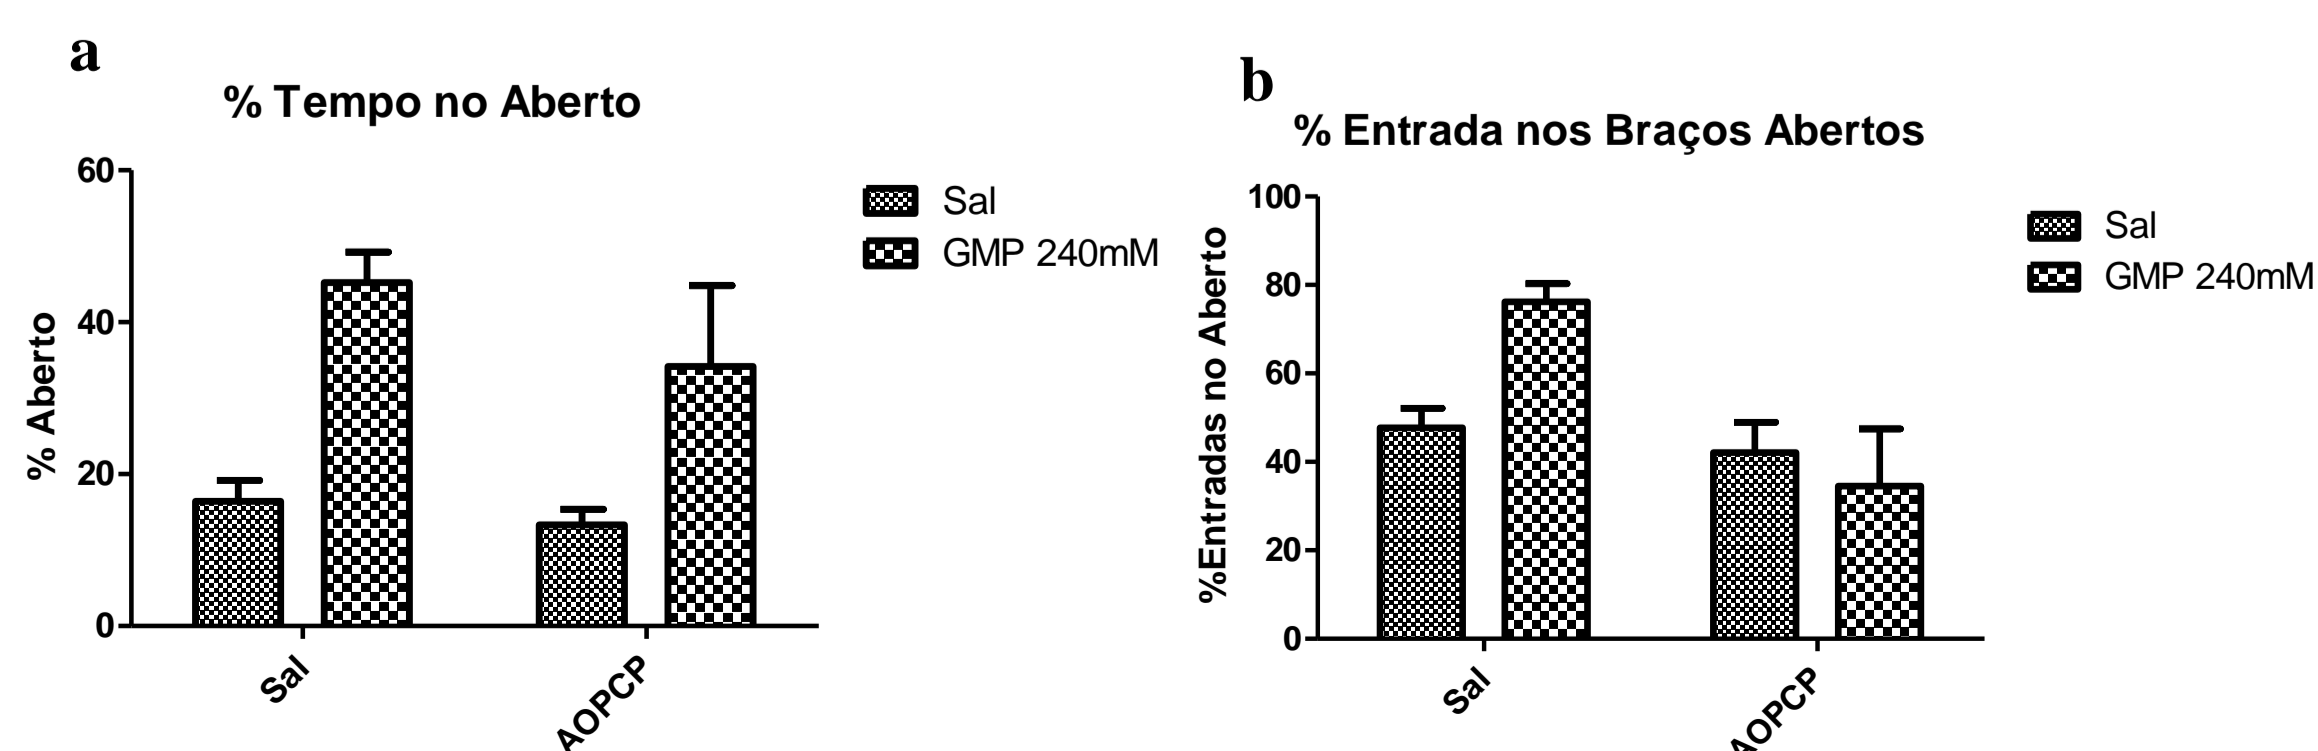 a
% Tempo no Aberto
60
40
20
0
% Aberto
Sal
AOPCP
Sal
GMP 240mM
b
% Entrada nos Braços Abertos
100
80
60
40
20
0
%Entradas no Aberto
Sal
AOPCP
Sal
GMP 240mM